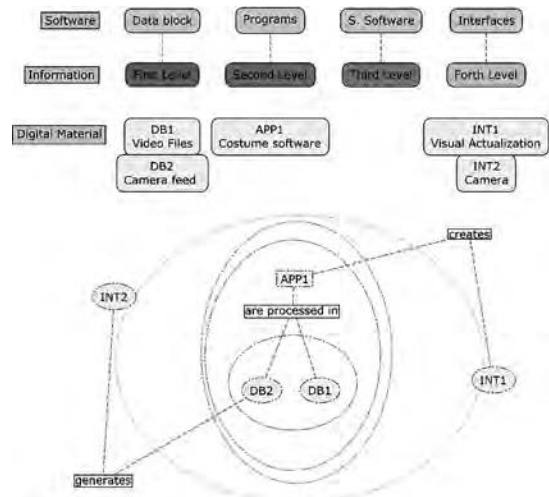 Software
Data block
Programs
S. Software
Interfaces
Information
First Level
Second Level
Third Level
Forth Level
Digital Material
DB1
Video Files
DB2
Camera feed
APP1
Costume software
INT1
Visual Actualization
INT2
Camera
creates
APP1
INT2
are processed in
DB2
DB1
INT1
generates